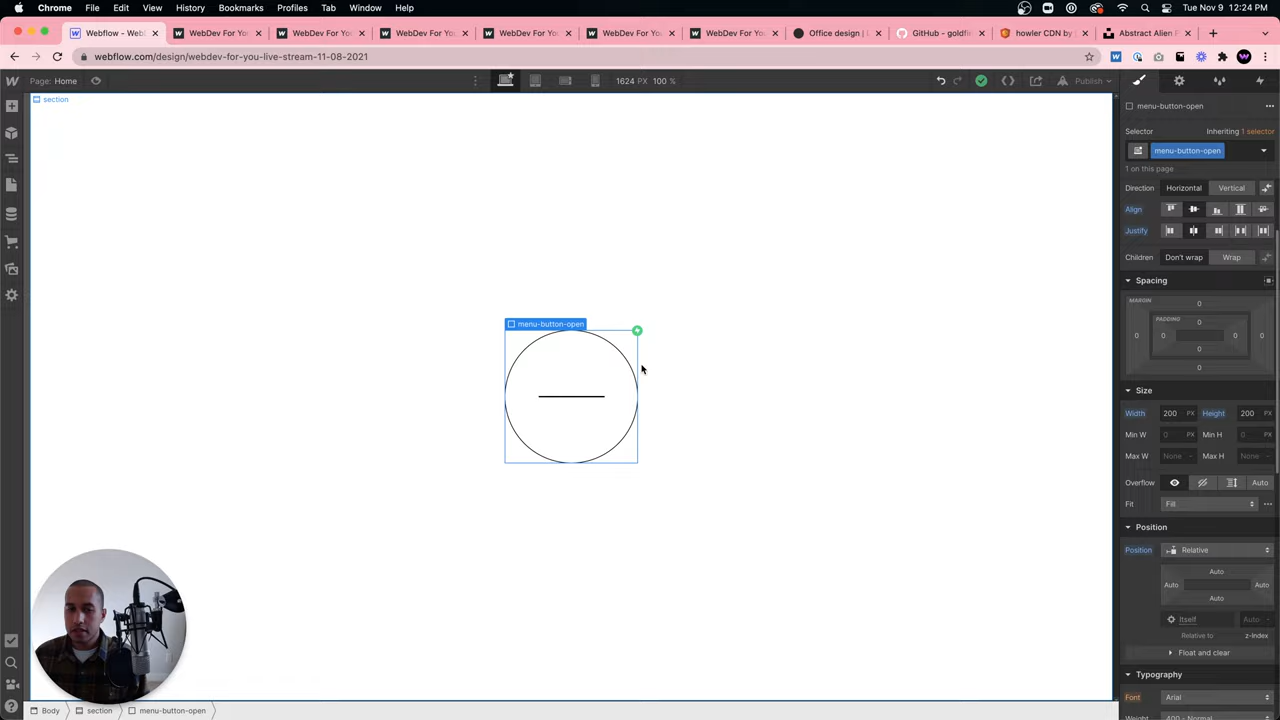 Chrome File Edit View History Bookmarks Profiles Tab Window Help Tue Nov 9 12:24 PM
Webflow - Web WebDev For You WebDev For You WebDev For You WebDev For You WebDev For You WebDev For You Office design | GitHub - goldfi howler CDN by j Abstract Alien F
webflow.com/design/webdev-for-you-live-stream-11-08-2021
Page: Home 1624 PX 100 % Publish
section
menu-button-open
Selector Inheriting 1 selector
menu-button-open
1 on this page
Direction Horizontal Vertical
Align
Justify
Children Don't wrap Wrap
Spacing
MARGIN 0
PADDING 0
0 0 0 0
0
0
menu-button-open
Size
Width 200 PX Height 200 PX
Min W 0 PX Min H 0 PX
Max W None - Max H None -
Overflow Auto
Fit Fill
Position
Position Relative
Auto
Auto Auto
Auto
Itself Auto
Relative to z-Index
Float and clear
Typography
Font Arial
Weight 400 - Normal
Body section menu-button-open